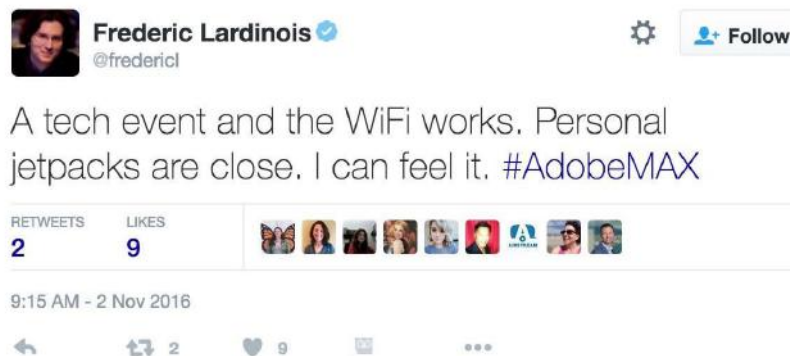 Frederic Lardinois
@fredericl
Follow
A tech event and the WiFi works. Personal
jetpacks are close. I can feel it. #AdobeMAX
RETWEETS LIKES
2 9
9:15 AM - 2 Nov 2016
2 9